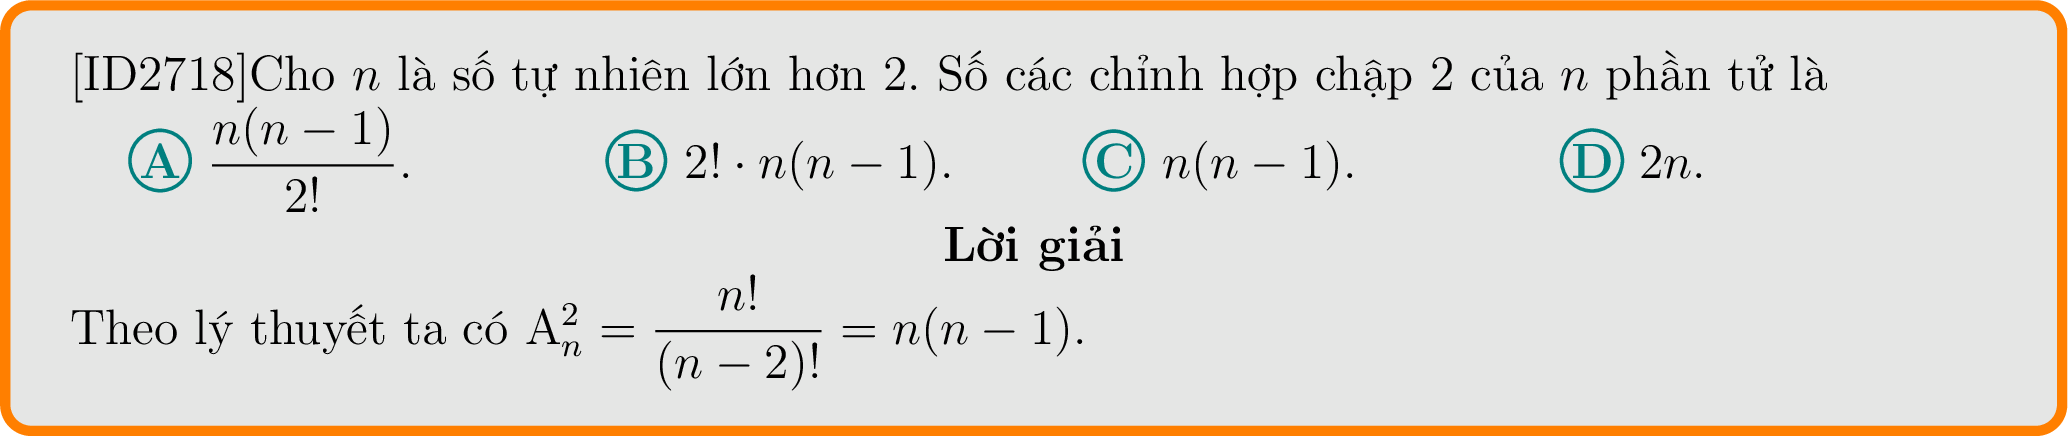 [ID2718]Cho n là số tự nhiên lớn hơn 2. Số các chỉnh hợp chập 2 của n phần tử là
A $\frac{n(n-1)}{2!}$. B $2! \cdot n(n-1)$. C $n(n-1)$. D $2n$.
Lời giải
Theo lý thuyết ta có $\mathrm{A}_n^2 = \frac{n!}{(n-2)!} = n(n-1)$.